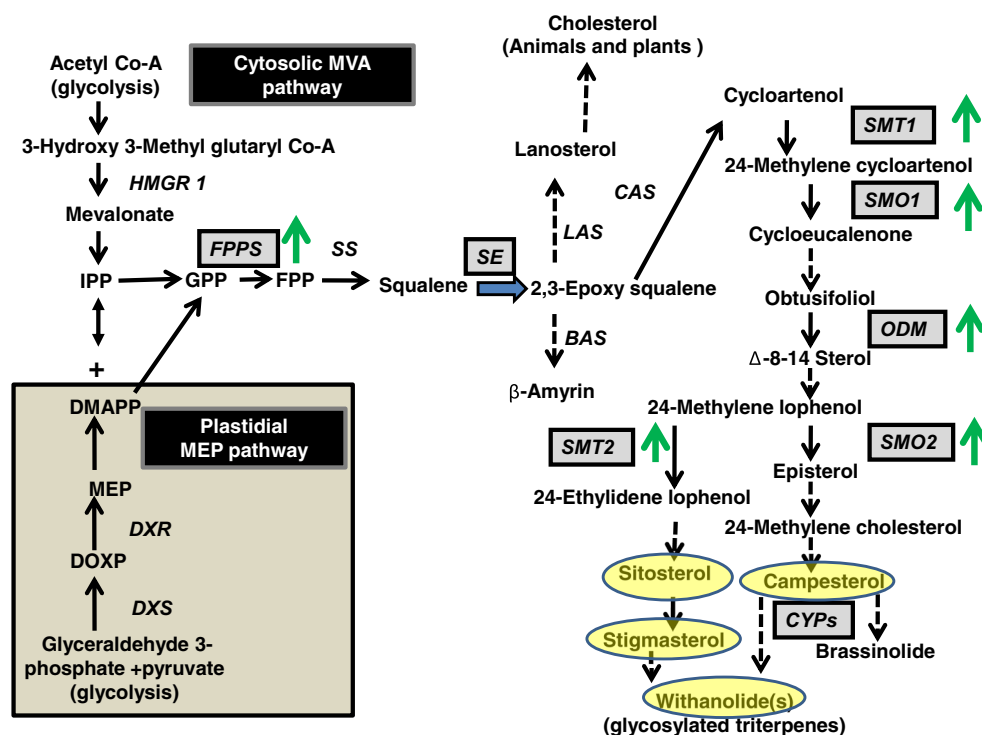 Acetyl Co-A
(glycolysis)
Cytosolic MVA
pathway
3-Hydroxy 3-Methyl glutaryl Co-A
HMGR 1
Mevalonate
IPP
GPP
FPPS
FPP
SS
Squalene
SE
2,3-Epoxy squalene
+
DMAPP
Plastidial
MEP pathway
MEP
DXR
DOXP
DXS
Glyceraldehyde 3-
phosphate +pyruvate
(glycolysis)
Cholesterol
(Animals and plants )
Lanosterol
LAS
CAS
BAS
β-Amyrin
Cycloartenol
SMT1
24-Methylene cycloartenol
SMO1
Cycloeucalenone
Obtusifoliol
ODM
Δ-8-14 Sterol
24-Methylene lophenol
SMT2
SMO2
Episterol
24-Ethylidene lophenol
24-Methylene cholesterol
Sitosterol
Campesterol
CYPs
Stigmasterol
Brassinolide
Withanolide(s)
(glycosylated triterpenes)